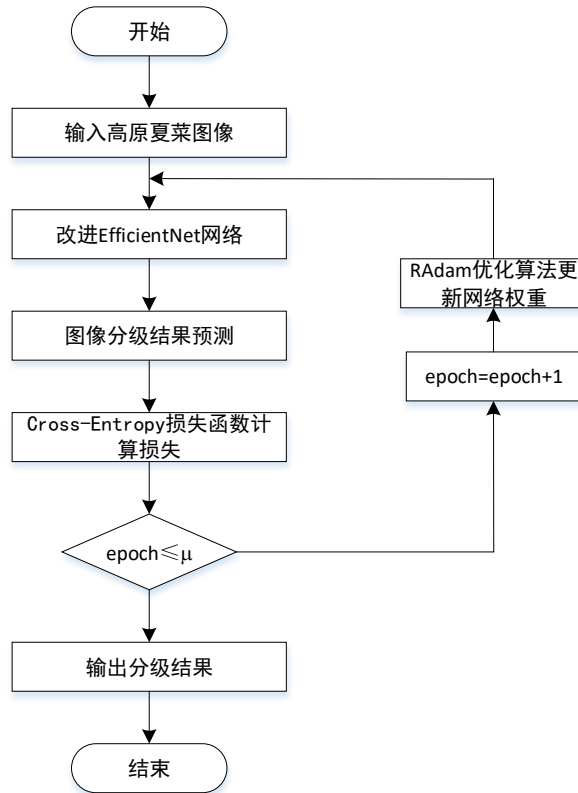 开始
输入高原夏菜图像
改进EfficientNet网络
图像分级结果预测
Cross-Entropy损失函数计
算损失
epoch≤μ
输出分级结果
结束
RAdam优化算法更
新网络权重
epoch=epoch+1